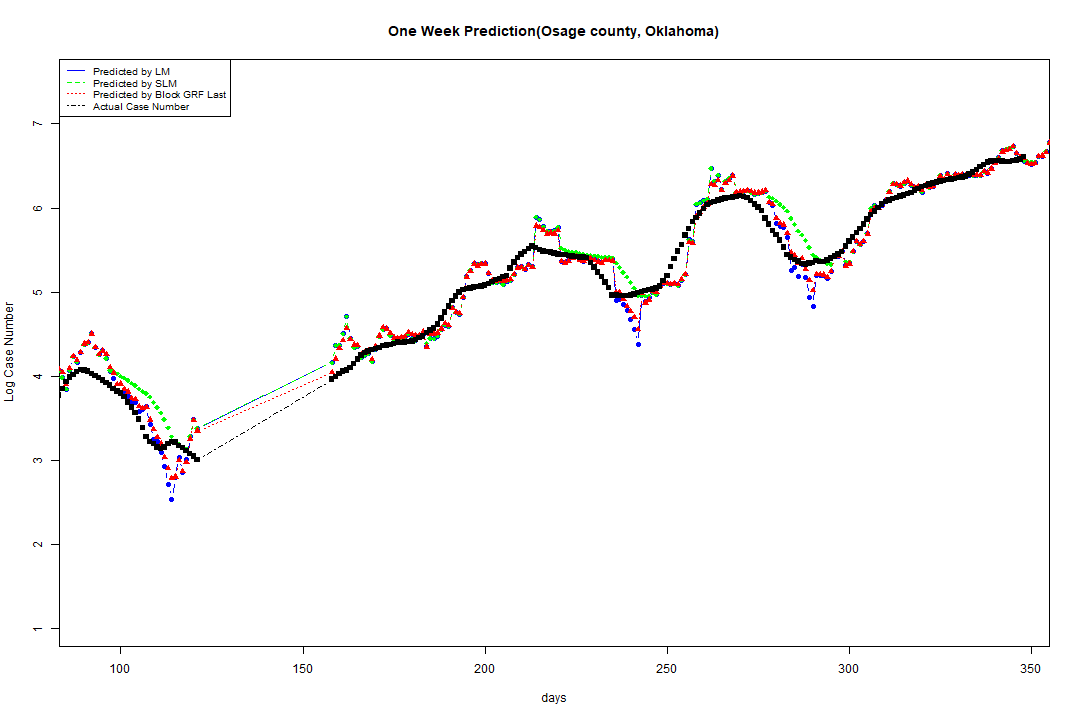 One Week Prediction(Osage county, Oklahoma)
Predicted by LM
Predicted by SLM
Predicted by Block GRF Last
Actual Case Number
7
6
5
4
3
2
1
Log Case Number
100 150 200 250 300 350
days